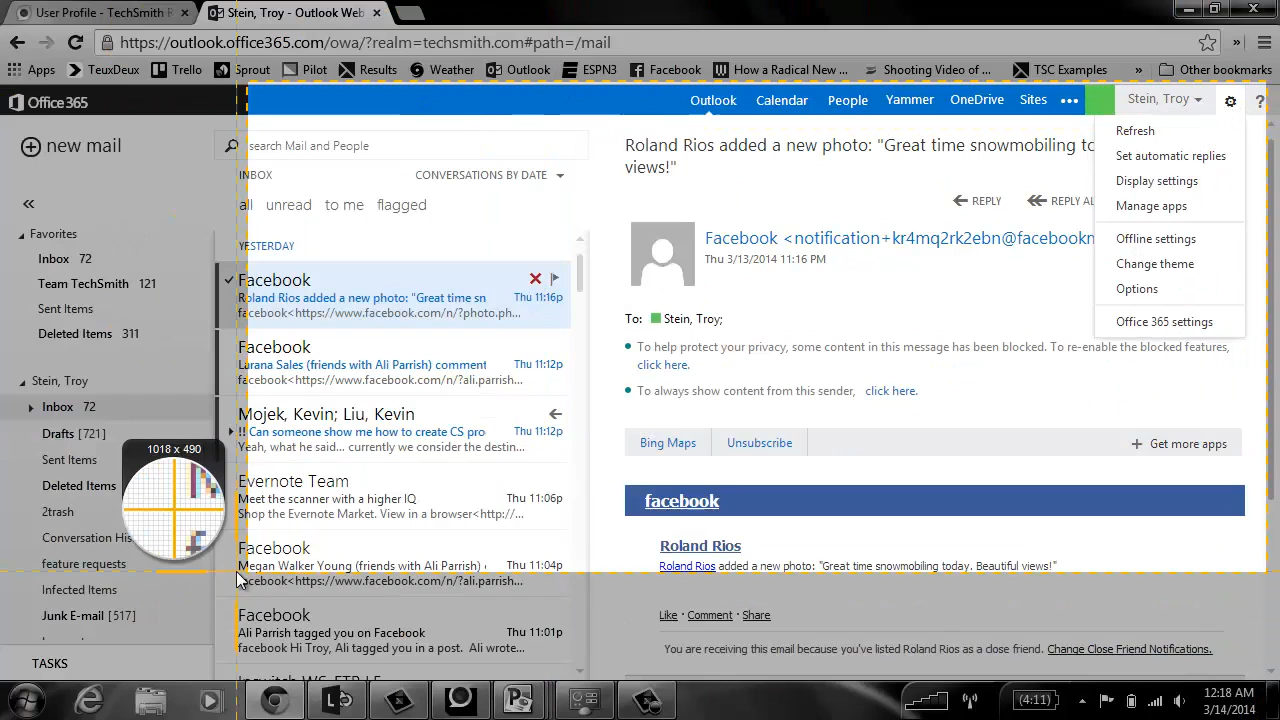 User Profile - TechSmith
Stein, Troy - Outlook Web
https://outlook.office365.com/owa/?realm=techsmith.com#path=/mail
Apps TeuxDeux Trello Sprout Pilot Results Weather Outlook ESPN3 Facebook How a Radical New ... Shooting Video of ... TSC Examples » Other bookmarks
Office 365
Outlook Calendar People Yammer OneDrive Sites ••• Stein, Troy ?
new mail
search Mail and People
INBOX CONVERSATIONS BY DATE
all unread to me flagged
«
Favorites
Inbox 72
Team TechSmith 121
Sent Items
Deleted Items 311
Stein, Troy
Inbox 72
Drafts [721]
Sent Items
Deleted Items
2trash
Conversation His
feature requests
Infected Items
Junk E-mail [517]
TASKS
1018 x 490
YESTERDAY
Facebook
Roland Rios added a new photo: "Great time sn Thu 11:16p
facebook<https://www.facebook.com/n/?photo.ph...
Facebook
Larana Sales (friends with Ali Parrish) comment Thu 11:12p
facebook<https://www.facebook.com/n/?ali.parrish...
Mojek, Kevin; Liu, Kevin
!! Can someone show me how to create CS pro Thu 11:12p
Yeah, what he said... currently we consider the destin...
Evernote Team
Meet the scanner with a higher IQ Thu 11:06p
Shop the Evernote Market. View in a browser<http://...
Facebook
Megan Walker Young (friends with Ali Parrish) Thu 11:04p
facebook<https://www.facebook.com/n/?ali.parrish...
Facebook
Ali Parrish tagged you on Facebook Thu 11:01p
facebook Hi Troy, Ali tagged you in a post. Ali wrote...
Roland Rios added a new photo: "Great time snowmobiling to
views!"
REPLY REPLY AL
Facebook <notification+kr4mq2rk2ebn@facebookm
Thu 3/13/2014 11:16 PM
To: Stein, Troy;
To help protect your privacy, some content in this message has been blocked. To re-enable the blocked features,
click here.
To always show content from this sender, click here.
Bing Maps Unsubscribe + Get more apps
facebook
Roland Rios
Roland Rios added a new photo: "Great time snowmobiling today. Beautiful views!"
Like · Comment · Share
You are receiving this email because you've listed Roland Rios as a close friend. Change Close Friend Notifications.
Refresh
Set automatic replies
Display settings
Manage apps
Offline settings
Change theme
Options
Office 365 settings
(4:11)
12:18 AM
3/14/2014